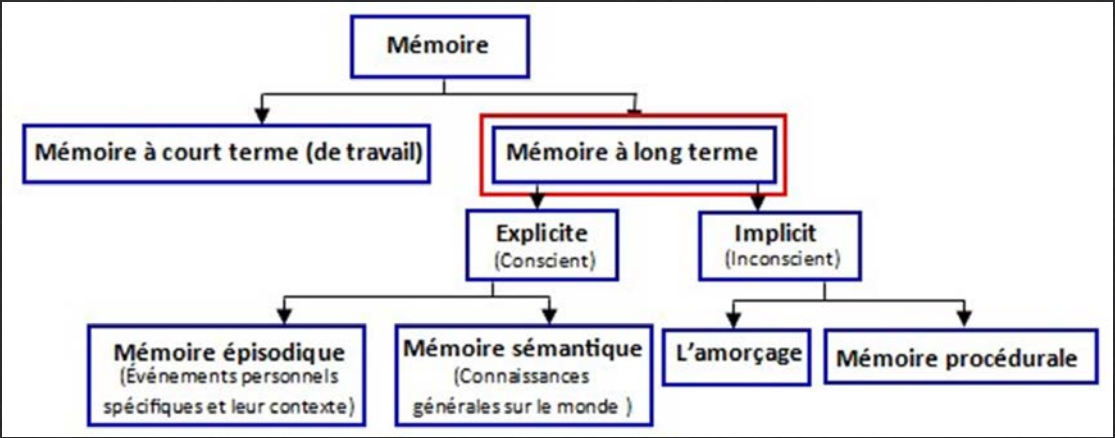 Mémoire
Mémoire à court terme (de travail)
Mémoire à long terme
Explicite
(Conscient)
Implicit
(Inconscient)
Mémoire épisodique
(Événements personnels
spécifiques et leur contexte)
Mémoire sémantique
(Connaissances
générales sur le monde )
L'amorçage
Mémoire procédurale